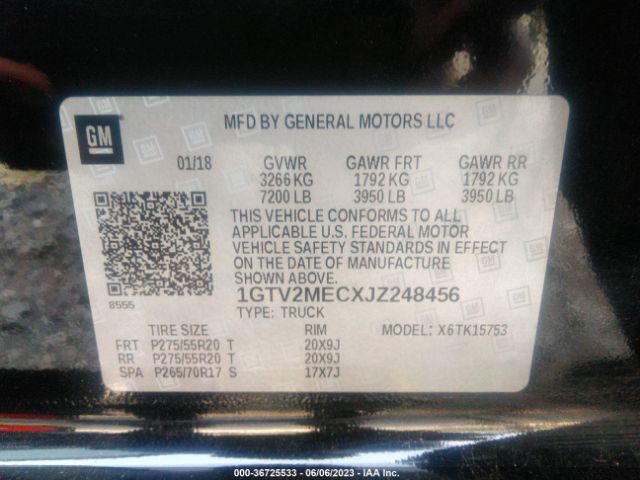 GM
MFD BY GENERAL MOTORS LLC
01/18 GVWR GAWR FRT GAWR RR
3266 KG 1792 KG 1792 KG
7200 LB 3950 LB 3950 LB
THIS VEHICLE CONFORMS TO ALL
APPLICABLE U.S. FEDERAL MOTOR
VEHICLE SAFETY STANDARDS IN EFFECT
ON THE DATE OF MANUFACTURE
SHOWN ABOVE.
8555
1GTV2MECXJZ248456
TYPE: TRUCK
TIRE SIZE RIM MODEL: X6TK15753
FRT P275/55R20 T 20X9J
RR P275/55R20 T 20X9J
SPA P265/70R17 S 17X7J
000-36725533 - 06/06/2023 - IAA Inc.